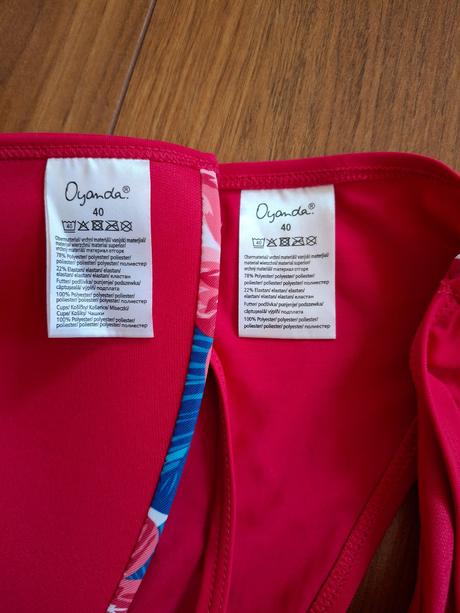 Oyanda®
40
40
Obermaterial/ vrchný materiál/ vanjski materijal/
materiał wierzchni/ material superior/
vrchní materiál/ материал отгоре
78% Polyester/ polyester/ poliester/
poliester/ polyester/ poliester/ полиестер
22% Elastan/ elastan/ elastan/
elastan/ elastan/ elastan/ еластан
Futter/ podšívka/ punjenje/ podszewka/
căptușeală/ výplň/ подплата
100% Polyester/ polyester/ poliester/
poliester/ polyester/ poliester/ полиестер
Cups/ Košíky/ Košarice/ Miseczki/
Cupe/ Košíčky/ Чашки
100% Polyester/ polyester/ poliester/
poliester/ polyester/ poliester/ полиестер
Oyanda®
40
40
Obermaterial/ vrchný materiál/ vanjski materijal/
materiał wierzchni/ material superior/
vrchní materiál/ материал отгоре
78% Polyester/ polyester/ poliester/
poliester/ polyester/ poliester/ полиестер
22% Elastan/ elastan/ elastan/
elastan/ elastan/ elastan/ еластан
Futter/ podšívka/ punjenje/ podszewka/
căptușeală/ výplň/ подплата
100% Polyester/ polyester/ poliester/
poliester/ polyester/ poliester/ полиестер